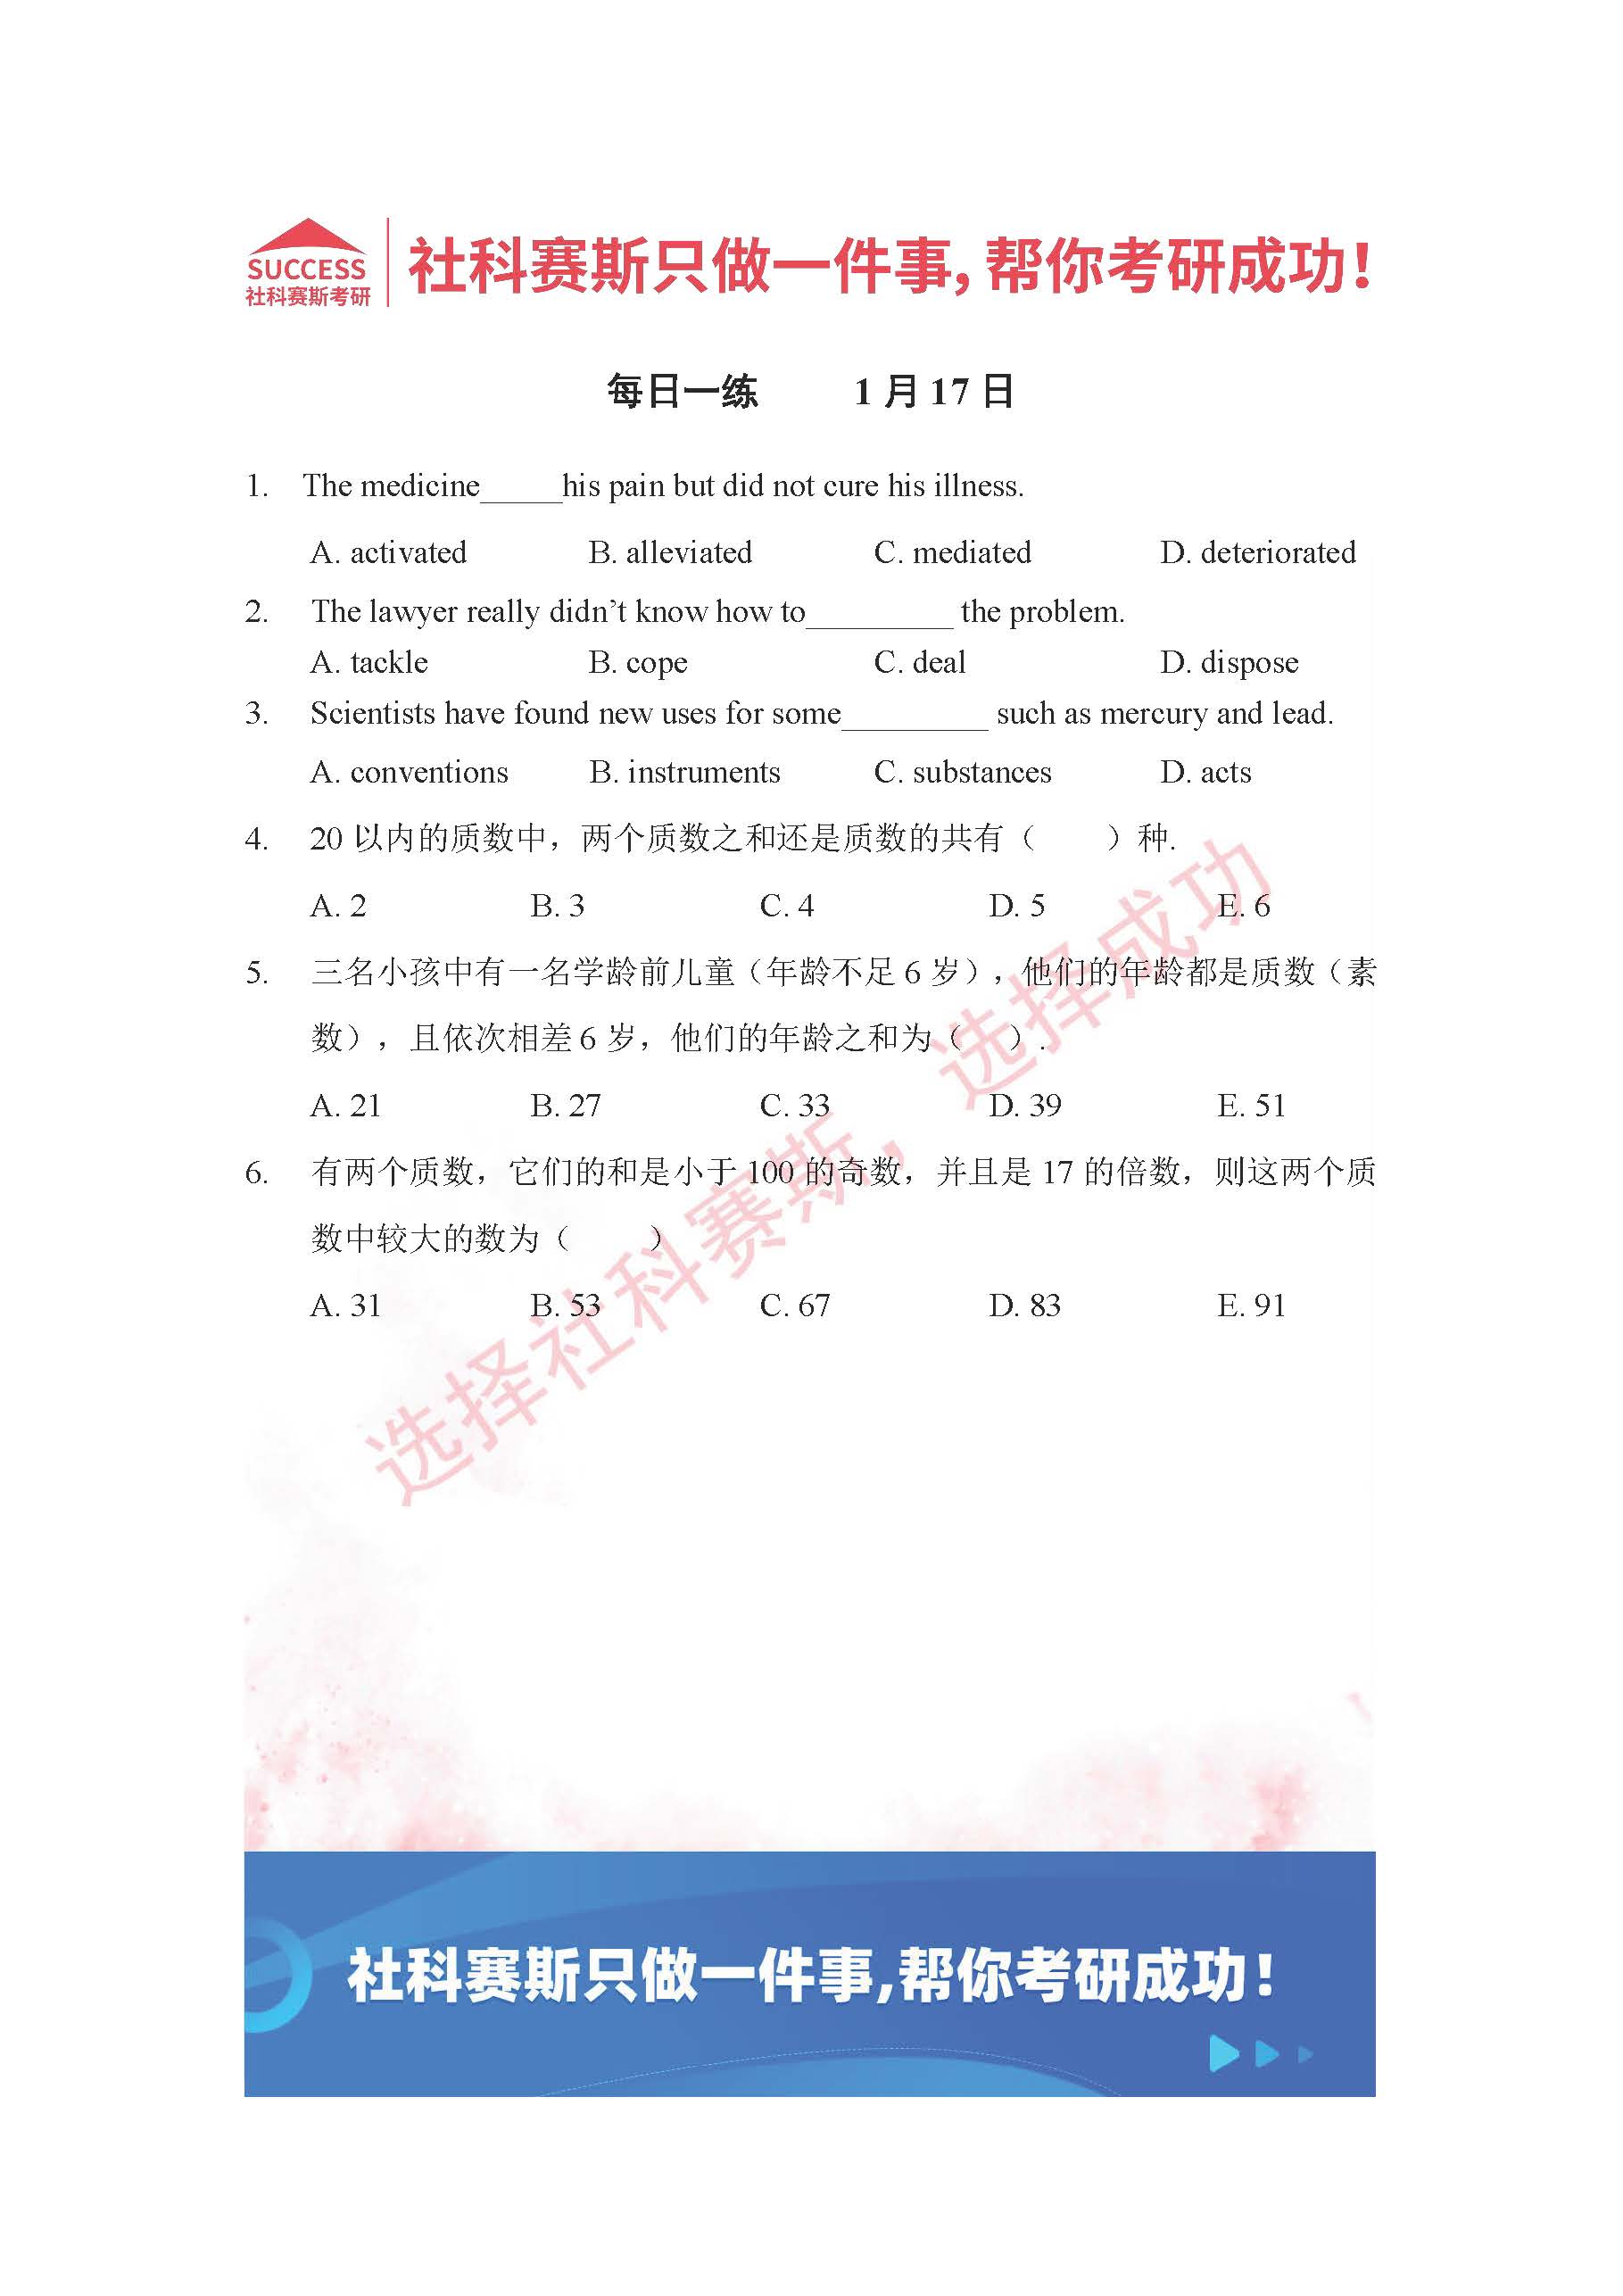 SUCCESS
社科赛斯考研
社科赛斯只做一件事，帮你考研成功！
每日一练 1 月 17 日
1. The medicine_____his pain but did not cure his illness.
A. activated B. alleviated C. mediated D. deteriorated
2. The lawyer really didn’t know how to_________ the problem.
A. tackle B. cope C. deal D. dispose
3. Scientists have found new uses for some_________ such as mercury and lead.
A. conventions B. instruments C. substances D. acts
4. 20 以内的质数中，两个质数之和还是质数的共有（ ）种.
A. 2 B. 3 C. 4 D. 5 E. 6
5. 三名小孩中有一名学龄前儿童（年龄不足 6 岁），他们的年龄都是质数（素
数），且依次相差 6 岁，他们的年龄之和为（ ）.
A. 21 B. 27 C. 33 D. 39 E. 51
6. 有两个质数，它们的和是小于 100 的奇数，并且是 17 的倍数，则这两个质
数中较大的数为（ ）
A. 31 B. 53 C. 67 D. 83 E. 91
选择社科赛斯，选择成功
社科赛斯只做一件事,帮你考研成功！